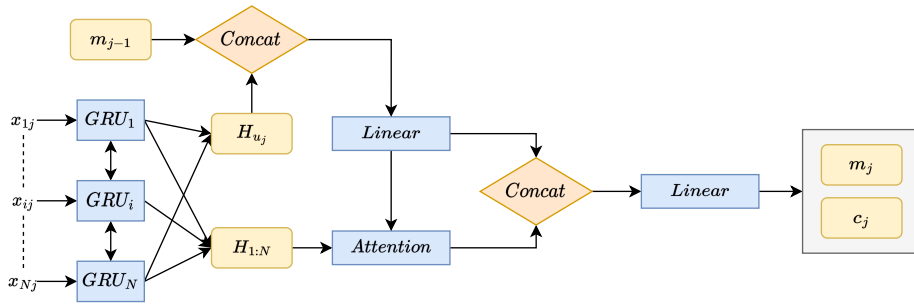 m_{j-1}
Concat
x_{1j}
GRU_1
H_{u_j}
Linear
m_j
x_{ij}
GRU_i
Concat
Linear
c_j
H_{1:N}
Attention
x_{Nj}
GRU_N